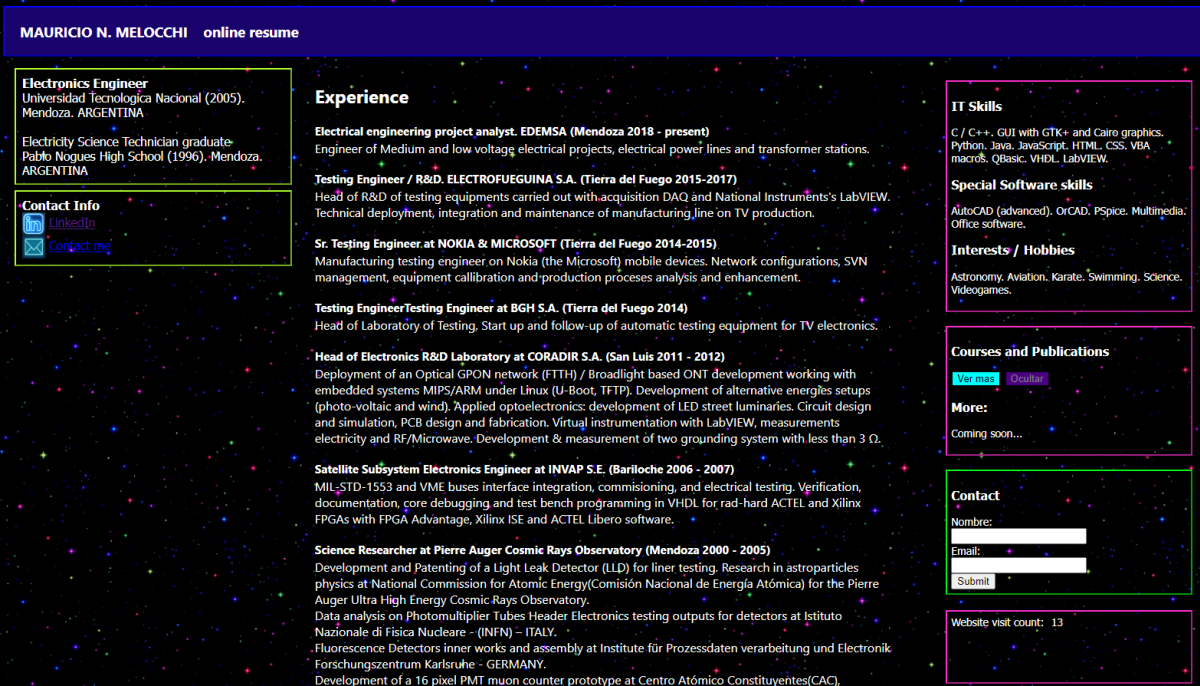 MAURICIO N. MELOCCHI online resume
Electronics Engineer
Universidad Tecnologica Nacional (2005).
Mendoza. ARGENTINA
Electricity Science Technician graduate
Pablo Nogues High School (1996). Mendoza.
ARGENTINA
Contact Info
LinkedIn
Contact me
Experience
Electrical engineering project analyst. EDEMSA (Mendoza 2018 - present)
Engineer of Medium and low voltage electrical projects, electrical power lines and transformer stations.
Testing Engineer / R&D. ELECTROFUEGUINA S.A. (Tierra del Fuego 2015-2017)
Head of R&D of testing equipments carried out with acquisition DAQ and National Instruments's LabVIEW.
Technical deployment, integration and maintenance of manufacturing line on TV production.
Sr. Testing Engineer at NOKIA & MICROSOFT (Tierra del Fuego 2014-2015)
Manufacturing testing engineer on Nokia (the Microsoft) mobile devices. Network configurations, SVN
management, equipment callibration and production proceses analysis and enhancement.
Testing EngineerTesting Engineer at BGH S.A. (Tierra del Fuego 2014)
Head of Laboratory of Testing. Start up and follow-up of automatic testing equipment for TV electronics.
Head of Electronics R&D Laboratory at CORADIR S.A. (San Luis 2011 - 2012)
Deployment of an Optical GPON network (FTTH) / Broadlight based ONT development working with
embedded systems MIPS/ARM under Linux (U-Boot, TFTP). Development of alternative energies setups
(photo-voltaic and wind). Applied optoelectronics: development of LED street luminaries. Circuit design
and simulation, PCB design and fabrication. Virtual instrumentation with LabVIEW, measurements
electricity and RF/Microwave. Development & measurement of two grounding system with less than 3 Ω.
Satellite Subsystem Electronics Engineer at INVAP S.E. (Bariloche 2006 - 2007)
MIL-STD-1553 and VME buses interface integration, commisioning, and electrical testing. Verification,
documentation, core debugging and test bench programming in VHDL for rad-hard ACTEL and Xilinx
FPGAs with FPGA Advantage, Xilinx ISE and ACTEL Libero software.
Science Researcher at Pierre Auger Cosmic Rays Observatory (Mendoza 2000 - 2005)
Development and Patenting of a Light Leak Detector (LLD) for liner testing. Research in astroparticles
physics at National Commission for Atomic Energy(Comisión Nacional de Energía Atómica) for the Pierre
Auger Ultra High Energy Cosmic Rays Observatory.
Data analysis on Photomultiplier Tubes Header Electronics testing outputs for detectors at Istituto
Nazionale di Fisica Nucleare - (INFN) – ITALY.
Fluorescence Detectors inner works and assembly at Institute für Prozessdaten verarbeitung und Electronik
Forschungszentrum Karlsruhe - GERMANY.
Development of a 16 pixel PMT muon counter prototype at Centro Atómico Constituyentes(CAC),
IT Skills
C / C++. GUI with GTK+ and Cairo graphics.
Python. Java. JavaScript. HTML. CSS. VBA
macros. QBasic. VHDL. LabVIEW.
Special Software skills
AutoCAD (advanced). OrCAD. PSpice. Multimedia.
Office software.
Interests / Hobbies
Astronomy. Aviation. Karate. Swimming. Science.
Videogames.
Courses and Publications
Ver mas Ocultar
More:
Coming soon...
Contact
Nombre:
Email:
Submit
Website visit count: 13